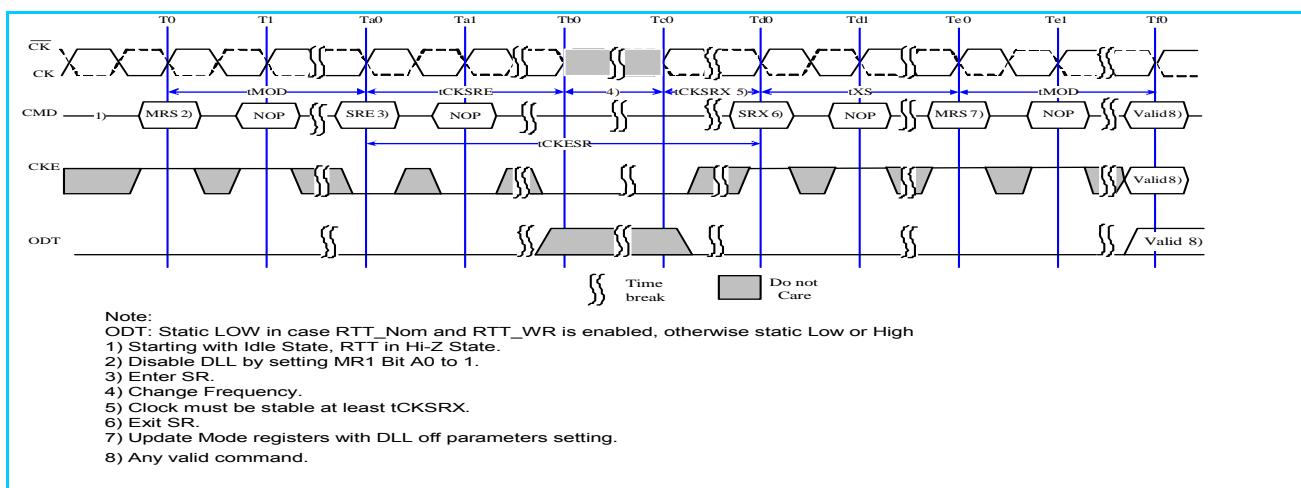 T0 T1 Ta0 Ta1 Tb0 Tc0 Td0 Td1 Te0 Te1 Tf0
CK
CK
tMOD tCKSRE 4) tCKSRX 5) tXS tMOD
CMD 1) MRS 2) NOP SRE 3) NOP SRX 6) NOP MRS 7) NOP Valid 8)
tCKESR
CKE Valid 8)
ODT Valid 8)
Time break
Do not Care
Note:
ODT: Static LOW in case RTT_Nom and RTT_WR is enabled, otherwise static Low or High
1) Starting with Idle State, RTT in Hi-Z State.
2) Disable DLL by setting MR1 Bit A0 to 1.
3) Enter SR.
4) Change Frequency.
5) Clock must be stable at least tCKSRX.
6) Exit SR.
7) Update Mode registers with DLL off parameters setting.
8) Any valid command.